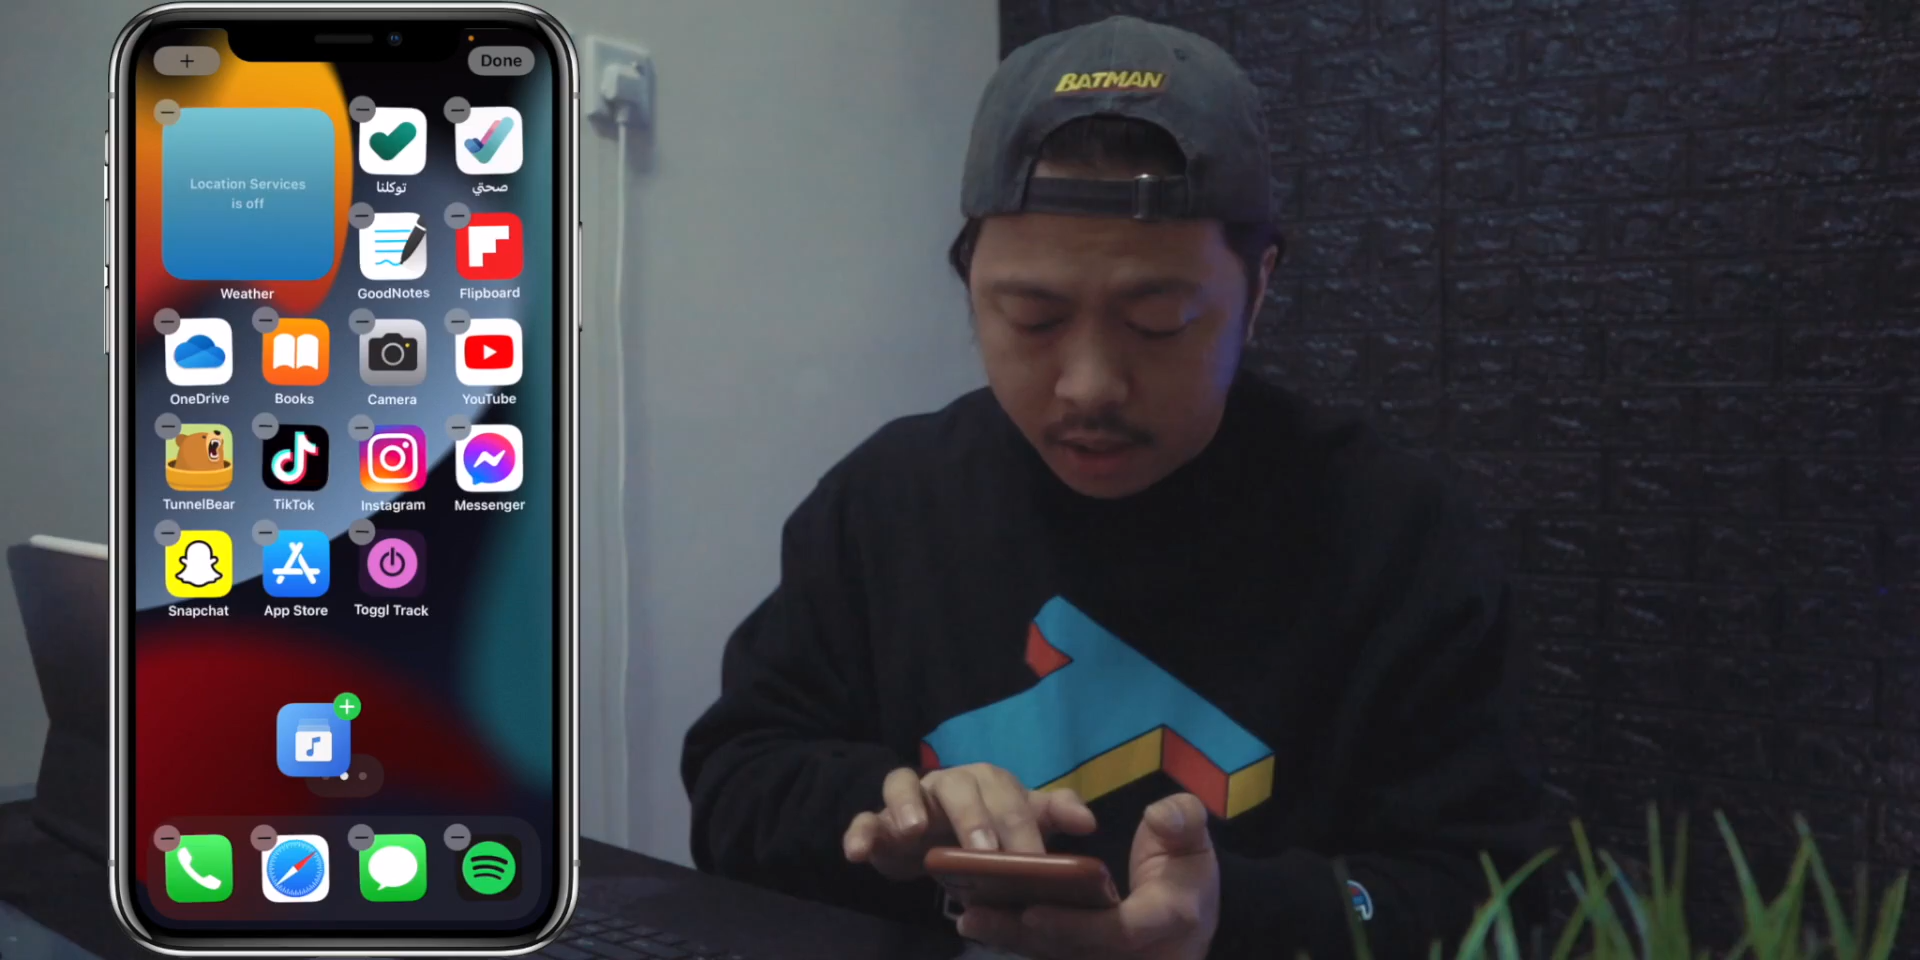 +
Done
Location Services
is off
Weather
توكلنا
صحتي
GoodNotes
Flipboard
OneDrive
Books
Camera
YouTube
TunnelBear
TikTok
Instagram
Messenger
Snapchat
App Store
Toggl Track
BATMAN